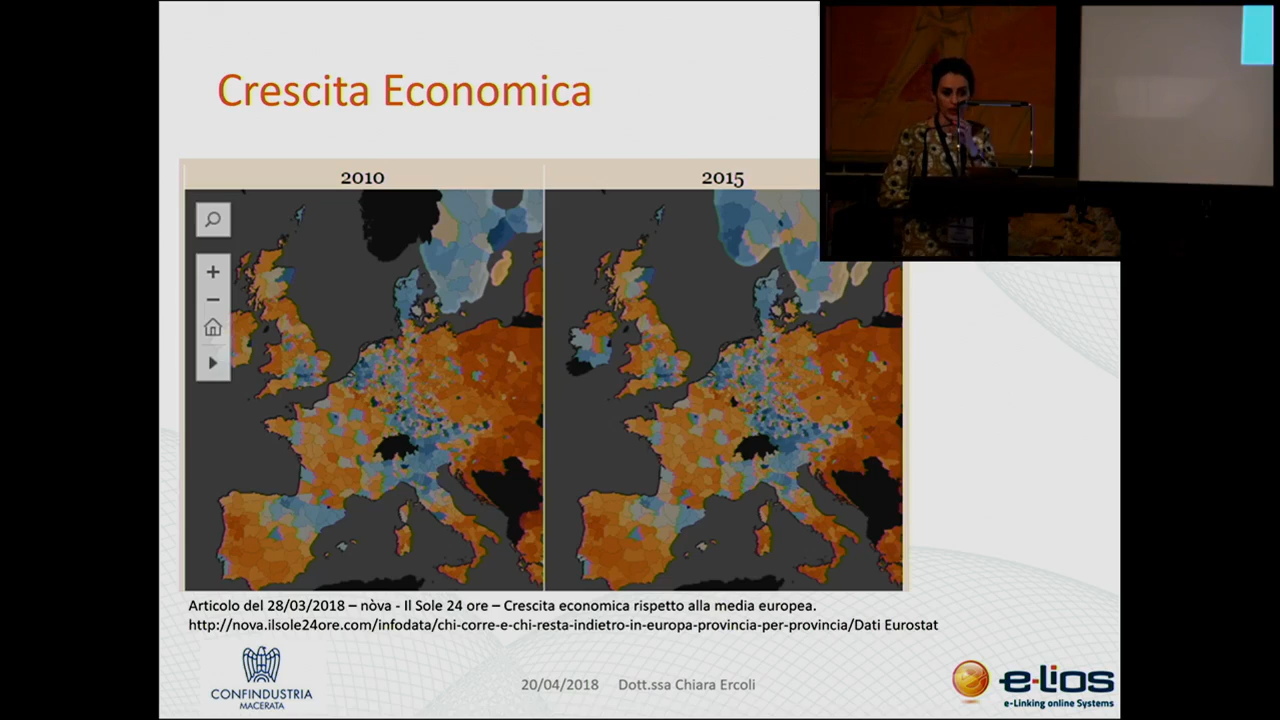 Crescita Economica
2010
2015
Articolo del 28/03/2018 – nòva - Il Sole 24 ore – Crescita economica rispetto alla media europea.
http://nova.ilsole24ore.com/infodata/chi-corre-e-chi-resta-indietro-in-europa-provincia-per-provincia/Dati Eurostat
CONFINDUSTRIA
MACERATA
20/04/2018 Dott.ssa Chiara Ercoli
e-lios
e-Linking online Systems